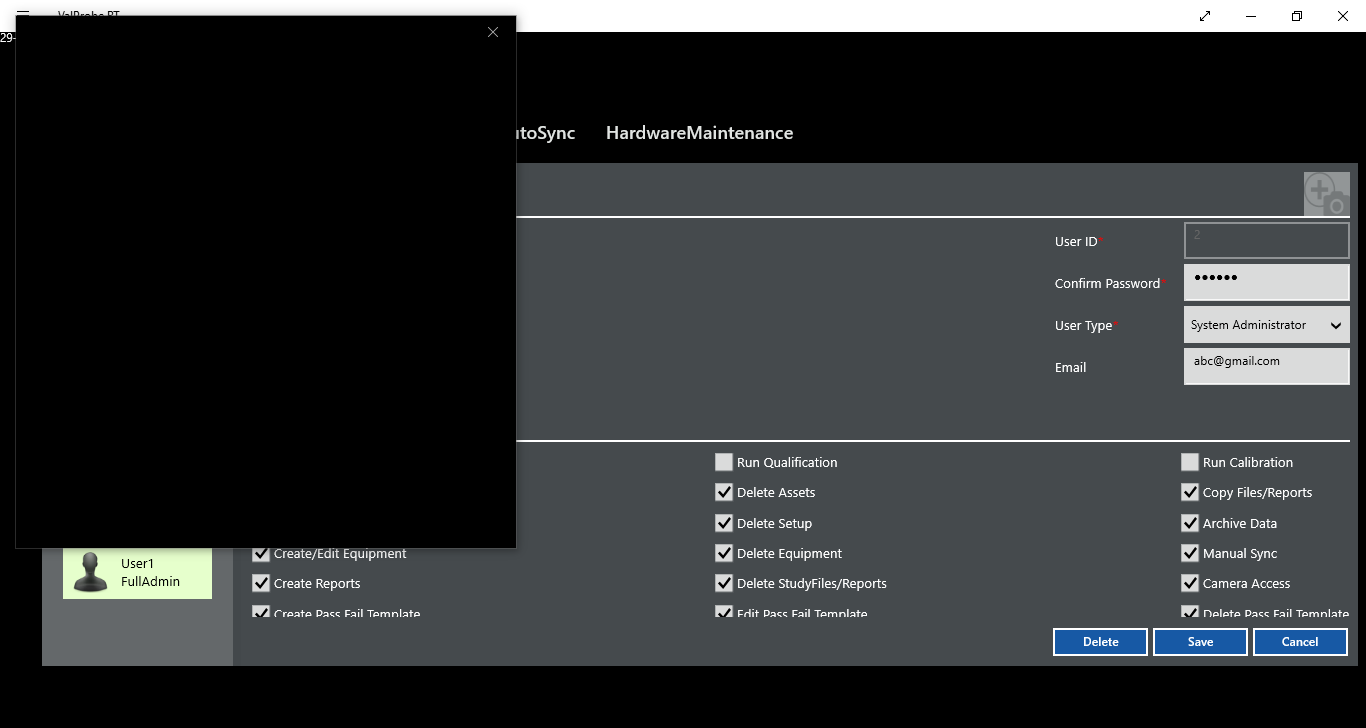 29-
HardwareMaintenance
User ID*
2
Confirm Password*
••••••
User Type*
System Administrator
Email
abc@gmail.com
Run Qualification
Run Calibration
Delete Assets
Copy Files/Reports
Delete Setup
Archive Data
User1
FullAdmin
Create/Edit Equipment
Delete Equipment
Manual Sync
Create Reports
Delete StudyFiles/Reports
Camera Access
Create Pass Fail Template
Edit Pass Fail Template
Delete Pass Fail Template
Delete
Save
Cancel